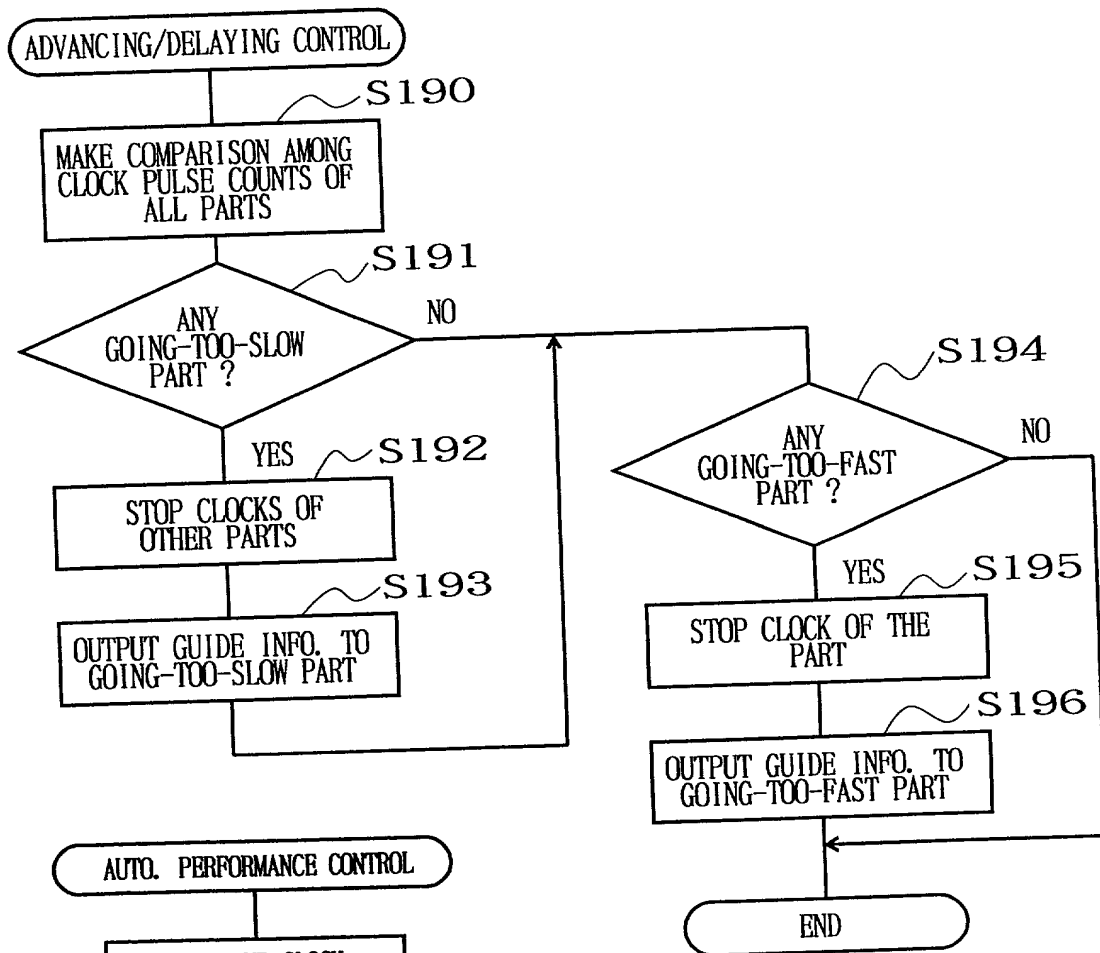 ADVANCING/DELAYING CONTROL
S190
MAKE COMPARISON AMONG
CLOCK PULSE COUNTS OF
ALL PARTS
S191
ANY
GOING-TOO-SLOW
PART ?
NO
YES
S192
STOP CLOCKS OF
OTHER PARTS
S193
OUTPUT GUIDE INFO. TO
GOING-TOO-SLOW PART
S194
ANY
GOING-TOO-FAST
PART ?
NO
YES
S195
STOP CLOCK OF THE
PART
S196
OUTPUT GUIDE INFO. TO
GOING-TOO-FAST PART
END
AUTO. PERFORMANCE CONTROL